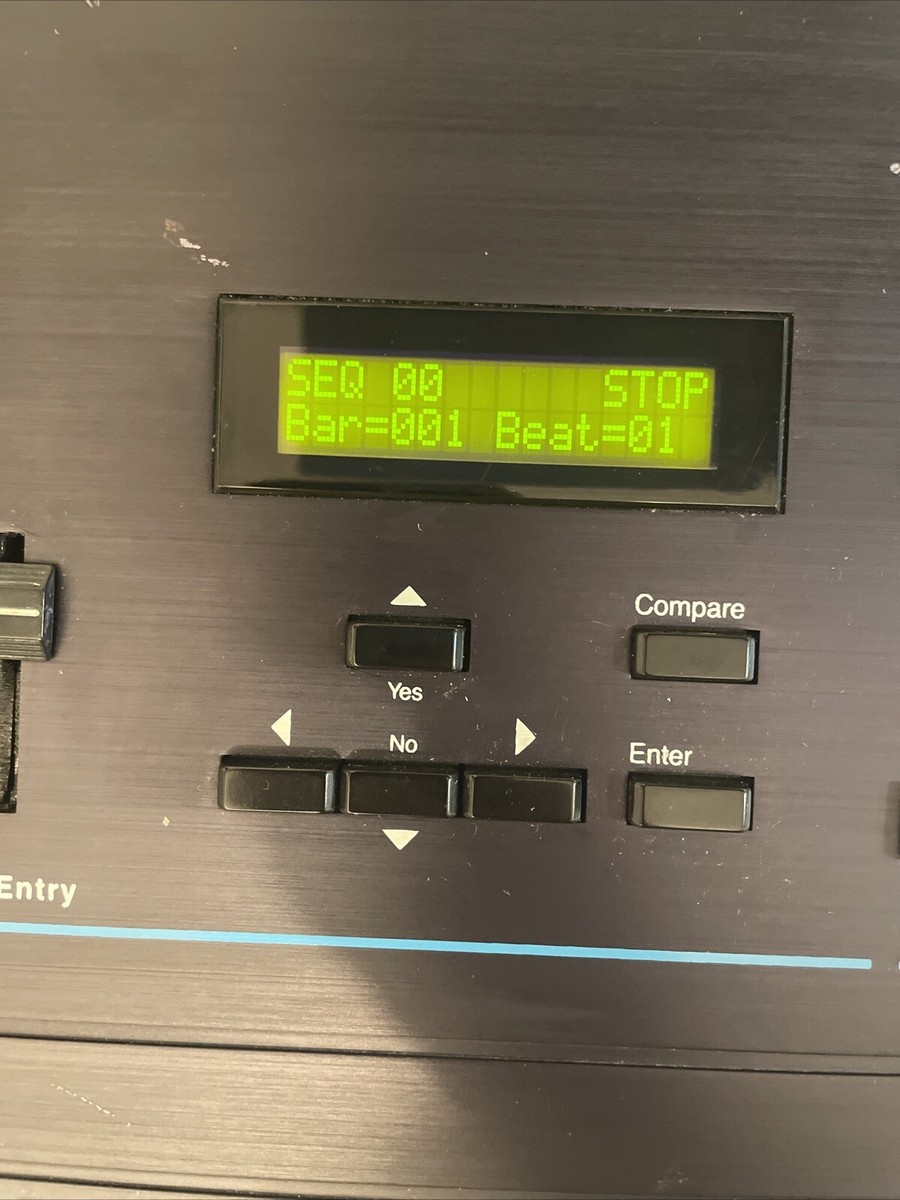 SEQ 00 STOP
Bar=001 Beat=01
Compare
Yes
No
Enter
Entry